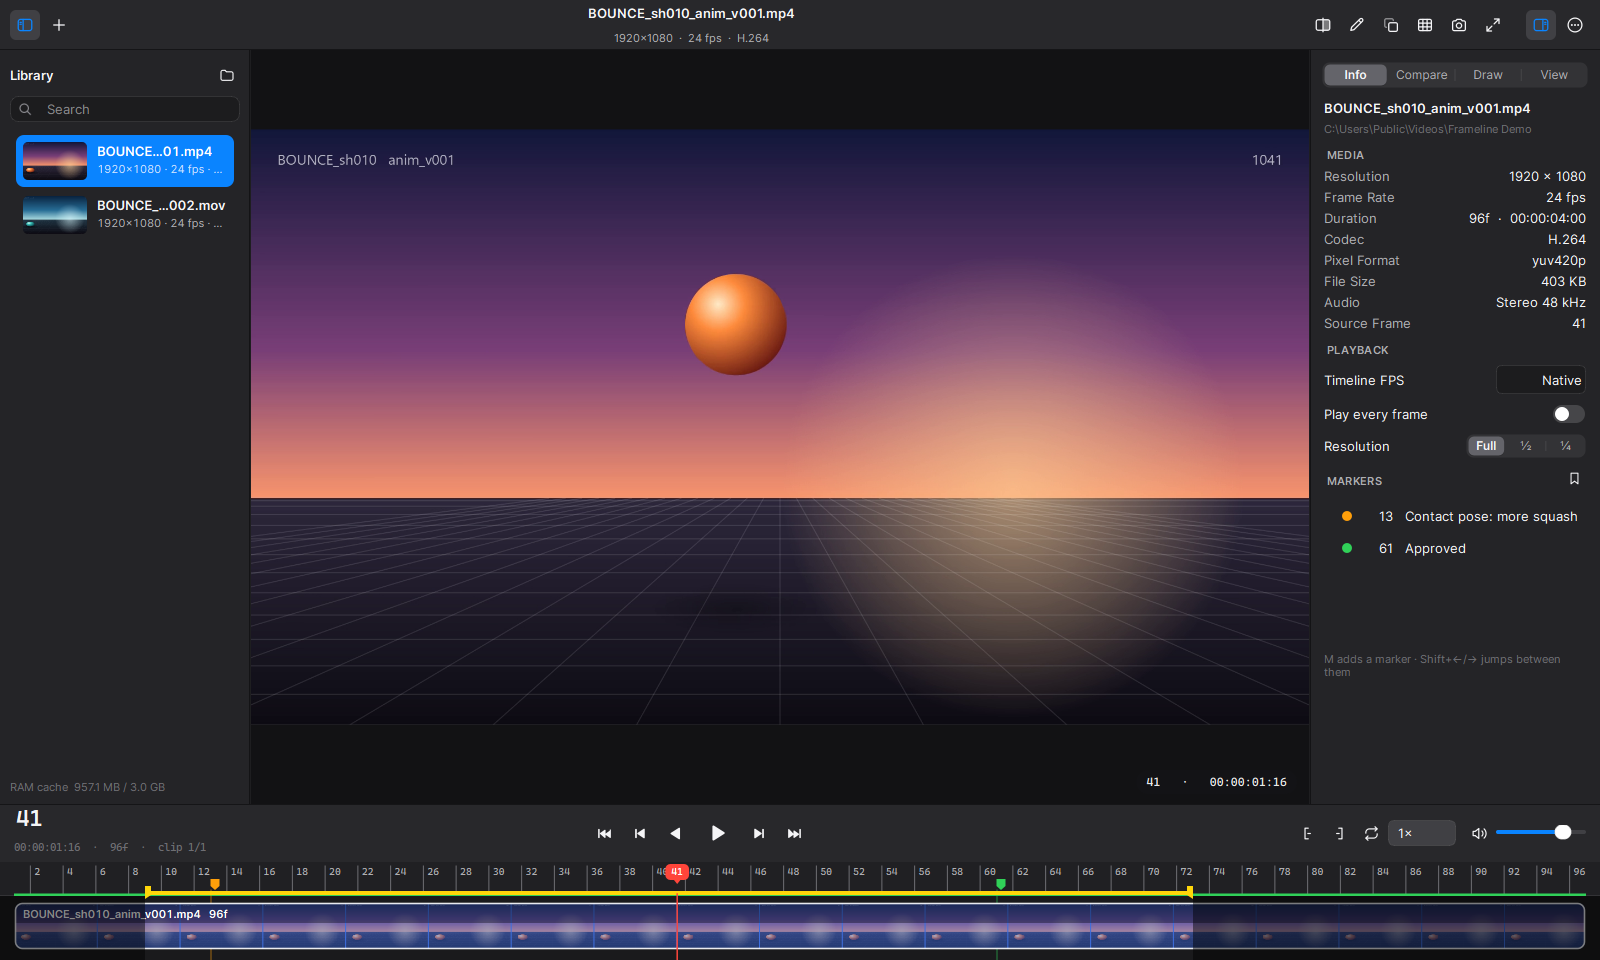 BOUNCE_sh010_anim_v001.mp4
1920×1080 · 24 fps · H.264
Library
Search
BOUNCE...01.mp4
1920×1080 · 24 fps · ...
BOUNCE_...002.mov
1920×1080 · 24 fps · ...
RAM cache 957.1 MB / 3.0 GB
BOUNCE_sh010 anim_v001
1041
41 · 00:00:01:16
Info Compare Draw View
BOUNCE_sh010_anim_v001.mp4
C:\Users\Public\Videos\Frameline Demo
MEDIA
Resolution 1920 × 1080
Frame Rate 24 fps
Duration 96f · 00:00:04:00
Codec H.264
Pixel Format yuv420p
File Size 403 KB
Audio Stereo 48 kHz
Source Frame 41
PLAYBACK
Timeline FPS Native
Play every frame
Resolution Full ½ ¼
MARKERS
13 Contact pose: more squash
61 Approved
M adds a marker · Shift+←/→ jumps between
them
41
00:00:01:16 · 96f · clip 1/1
1×
2 4 6 8 10 12 14 16 18 20 22 24 26 28 30 32 34 36 38 41 42 44 46 48 50 52 54 56 58 60 62 64 66 68 70 72 74 76 78 80 82 84 86 88 90 92 94 96
BOUNCE_sh010_anim_v001.mp4 96f